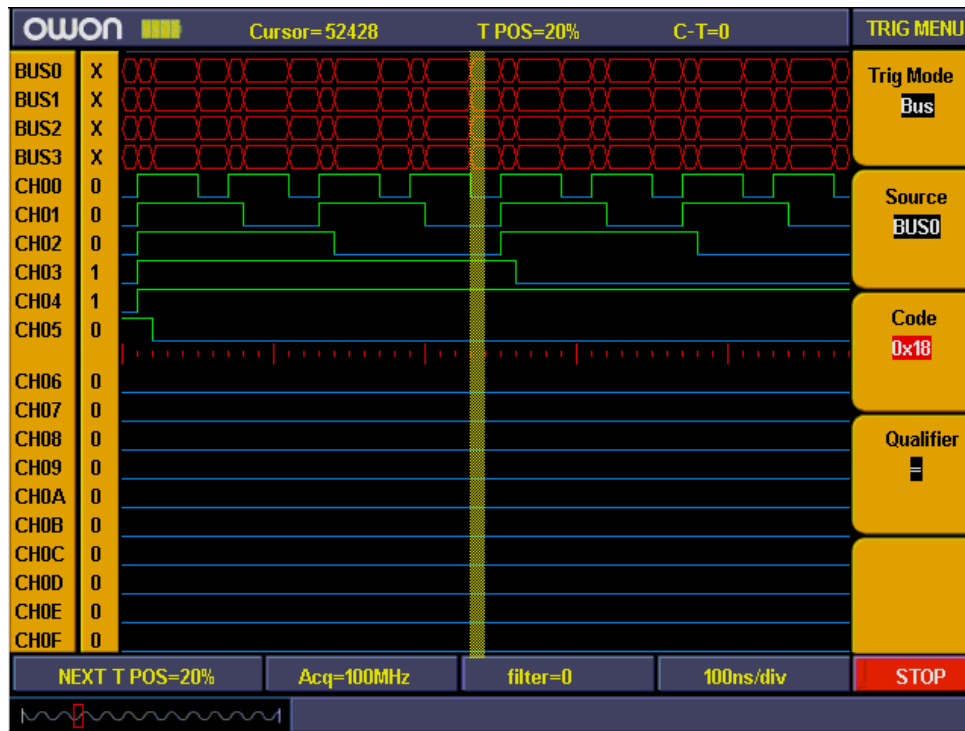 owon Cursor=52428 T POS=20% C-T=0 TRIG MENU
BUS0 X
BUS1 X
BUS2 X
BUS3 X
CH00 0
CH01 0
CH02 0
CH03 1
CH04 1
CH05 0
CH06 0
CH07 0
CH08 0
CH09 0
CH0A 0
CH0B 0
CH0C 0
CH0D 0
CH0E 0
CH0F 0
Trig Mode
Bus
Source
BUS0
Code
0x18
Qualifier
=
NEXT T POS=20% Acq=100MHz filter=0 100ns/div STOP